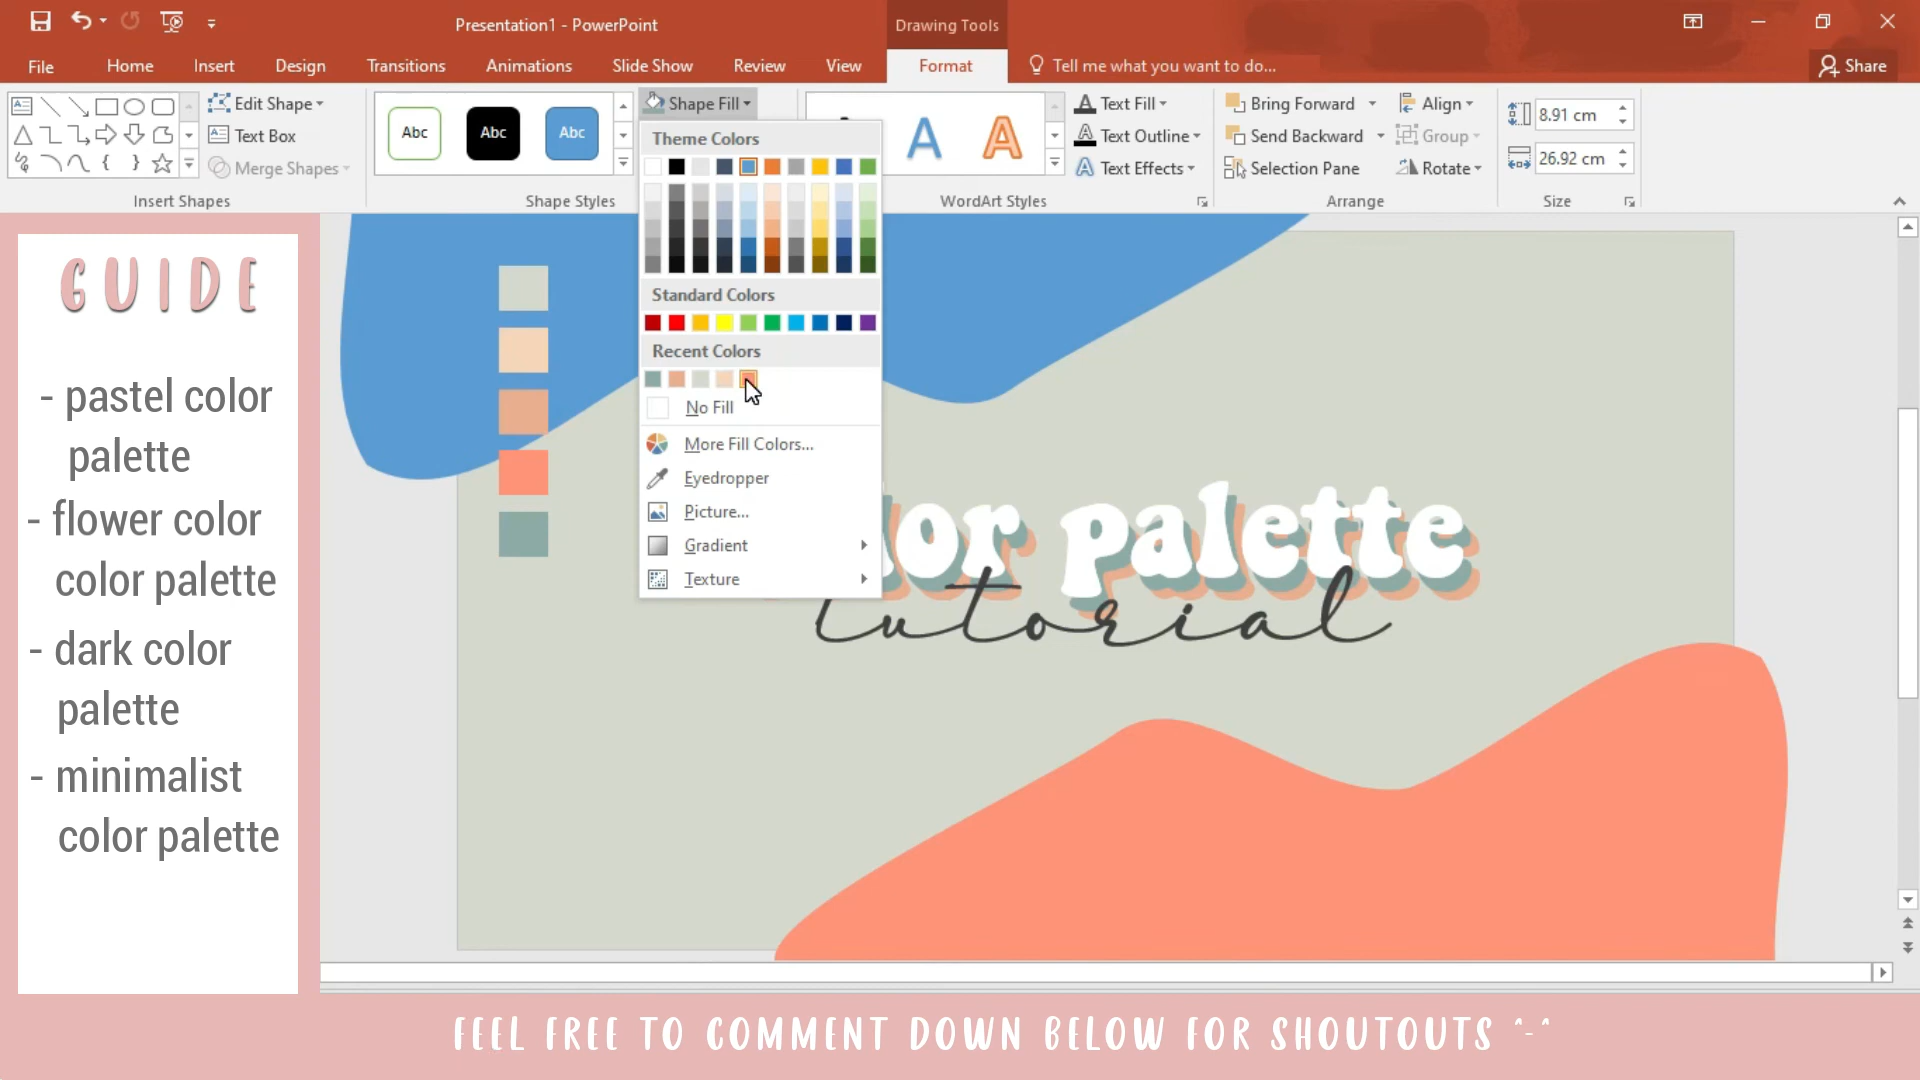 Presentation1 - PowerPoint
Drawing Tools
File
Home
Insert
Design
Transitions
Animations
Slide Show
Review
View
Format
Tell me what you want to do...
Share
Edit Shape
Text Box
Merge Shapes
Insert Shapes
Abc
Abc
Abc
Shape Styles
Shape Fill
Theme Colors
Standard Colors
Recent Colors
No Fill
More Fill Colors...
Eyedropper
Picture...
Gradient
Texture
A
A
WordArt Styles
Text Fill
Text Outline
Text Effects
Bring Forward
Send Backward
Selection Pane
Align
Group
Rotate
Arrange
8.91 cm
26.92 cm
Size
GUIDE
- pastel color
palette
- flower color
color palette
- dark color
palette
- minimalist
color palette
lor palette
tutorial
FEEL FREE TO COMMENT DOWN BELOW FOR SHOUTOUTS ^-^